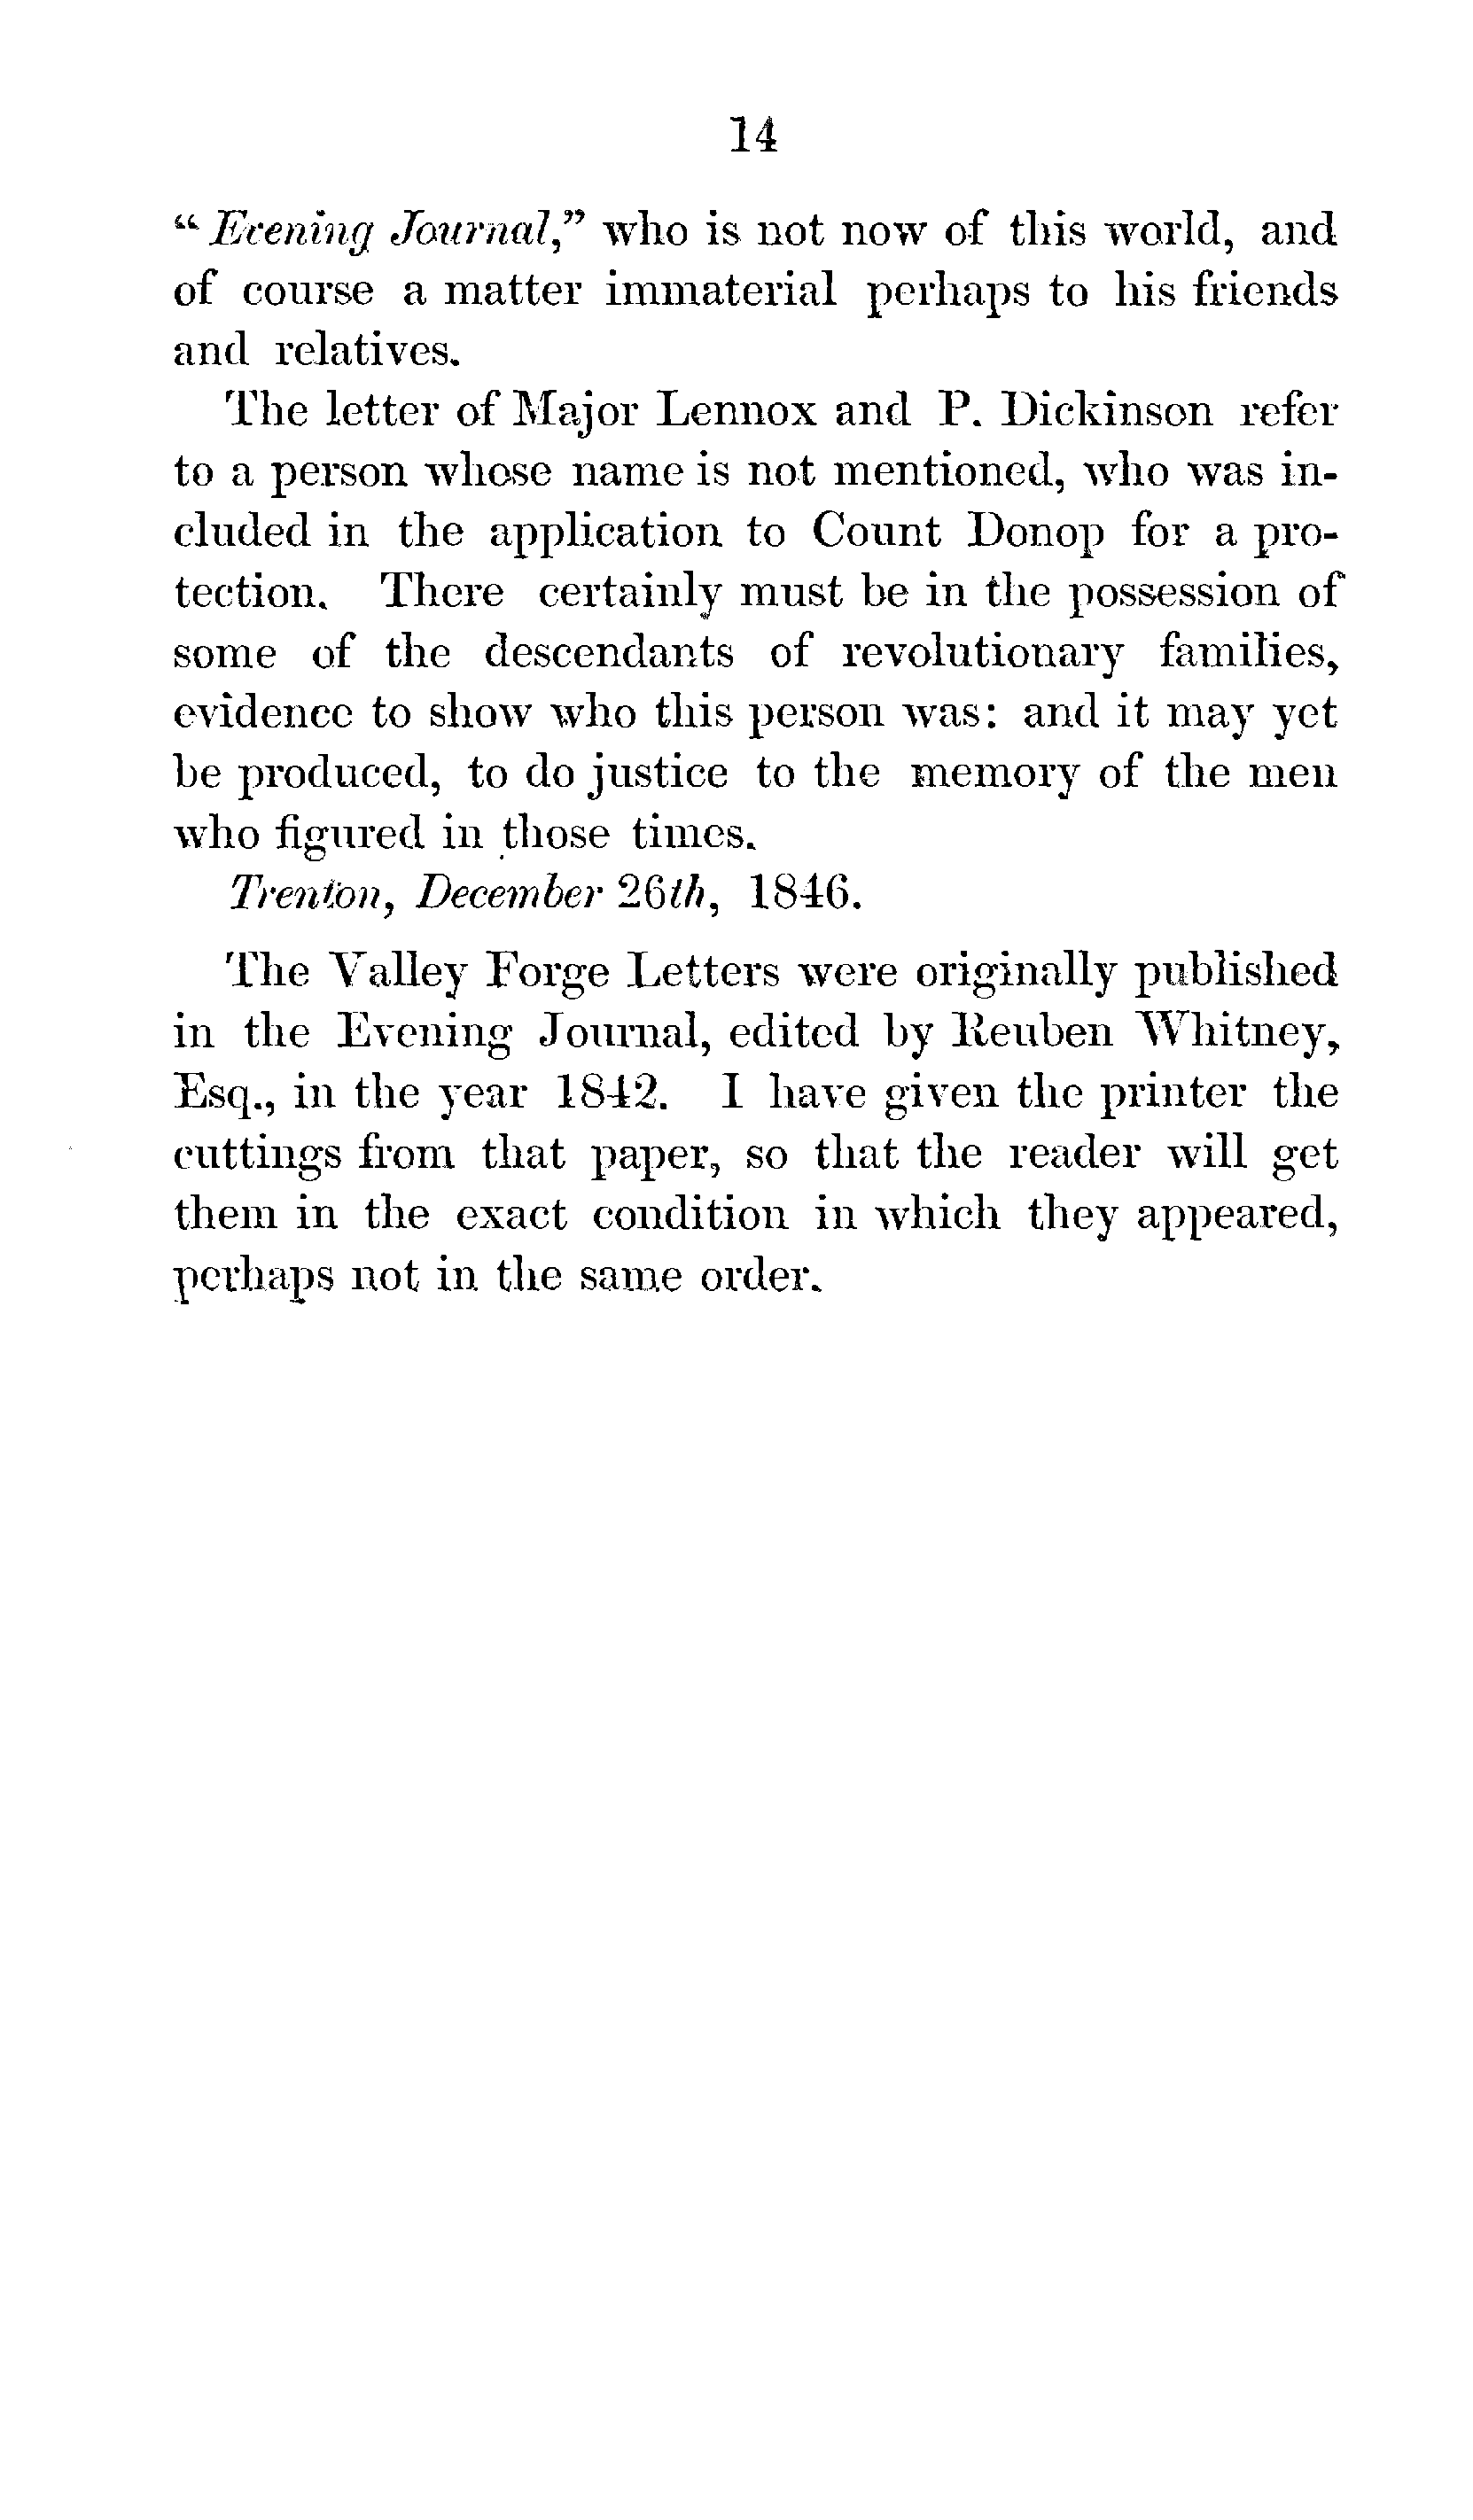 14
“Evening Journal,” who is not now of this world, and
of course a matter immaterial perhaps to his friends
and relatives.
The letter of Major Lennox and P. Dickinson refer
to a person whose name is not mentioned, who was in-
cluded in the application to Count Donop for a pro-
tection. There certainly must be in the possession of
some of the descendants of revolutionary families,
evidence to show who this person was: and it may yet
be produced, to do justice to the memory of the men
who figured in those times.
Trenton, December 26th, 1846.
The Valley Forge Letters were originally published
in the Evening Journal, edited by Reuben Whitney,
Esq., in the year 1842. I have given the printer the
cuttings from that paper, so that the reader will get
them in the exact condition in which they appeared,
perhaps not in the same order.